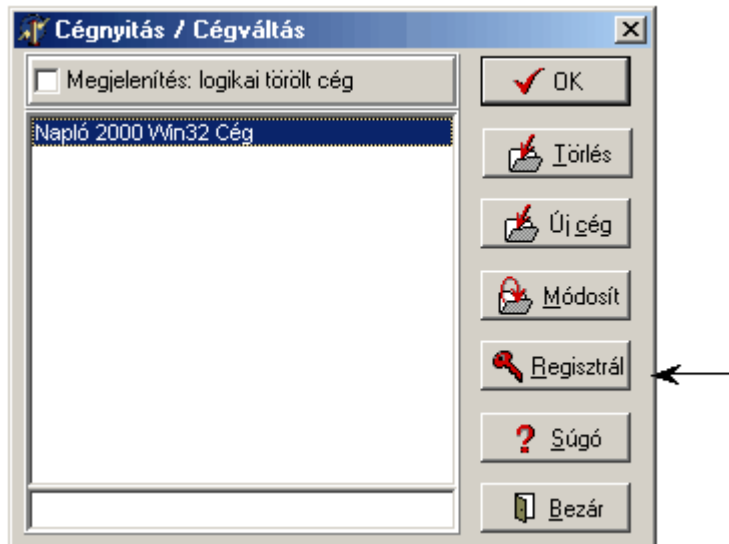 Cégnyitás / Cégváltás
Megjelenítés: logikai törölt cég
OK
Napló 2000 Win32 Cég
Törlés
Új cég
Módosít
Regisztrál
Súgó
Bezár